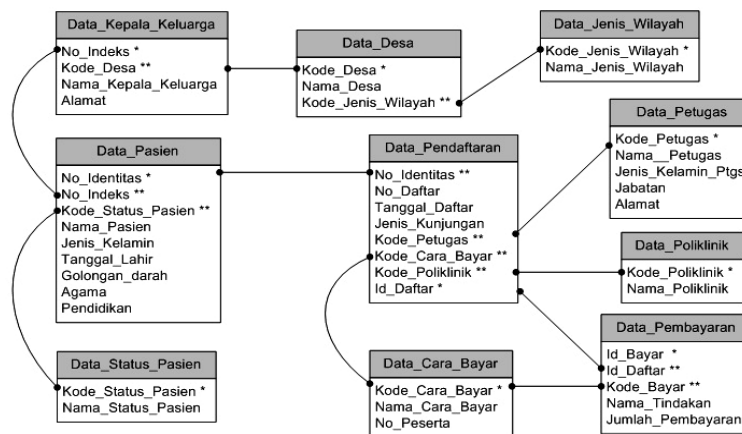 Data_Kepala_Keluarga
No_Indeks *
Kode_Desa **
Nama_Kepala_Keluarga
Alamat
Data_Desa
Kode_Desa *
Nama_Desa
Kode_Jenis_Wilayah **
Data_Jenis_Wilayah
Kode_Jenis_Wilayah *
Nama_Jenis_Wilayah
Data_Petugas
Kode_Petugas *
Nama__Petugas
Jenis_Kelamin_Ptgs
Jabatan
Alamat
Data_Pasien
No_Identitas *
No_Indeks **
Kode_Status_Pasien **
Nama_Pasien
Jenis_Kelamin
Tanggal_Lahir
Golongan_darah
Agama
Pendidikan
Data_Pendaftaran
No_Identitas **
No_Daftar
Tanggal_Daftar
Jenis_Kunjungan
Kode_Petugas **
Kode_Cara_Bayar **
Kode_Poliklinik **
Id_Daftar *
Data_Poliklinik
Kode_Poliklinik *
Nama_Poliklinik
Data_Status_Pasien
Kode_Status_Pasien *
Nama_Status_Pasien
Data_Cara_Bayar
Kode_Cara_Bayar *
Nama_Cara_Bayar
No_Peserta
Data_Pembayaran
Id_Bayar *
Id_Daftar **
Kode_Bayar **
Nama_Tindakan
Jumlah_Pembayaran